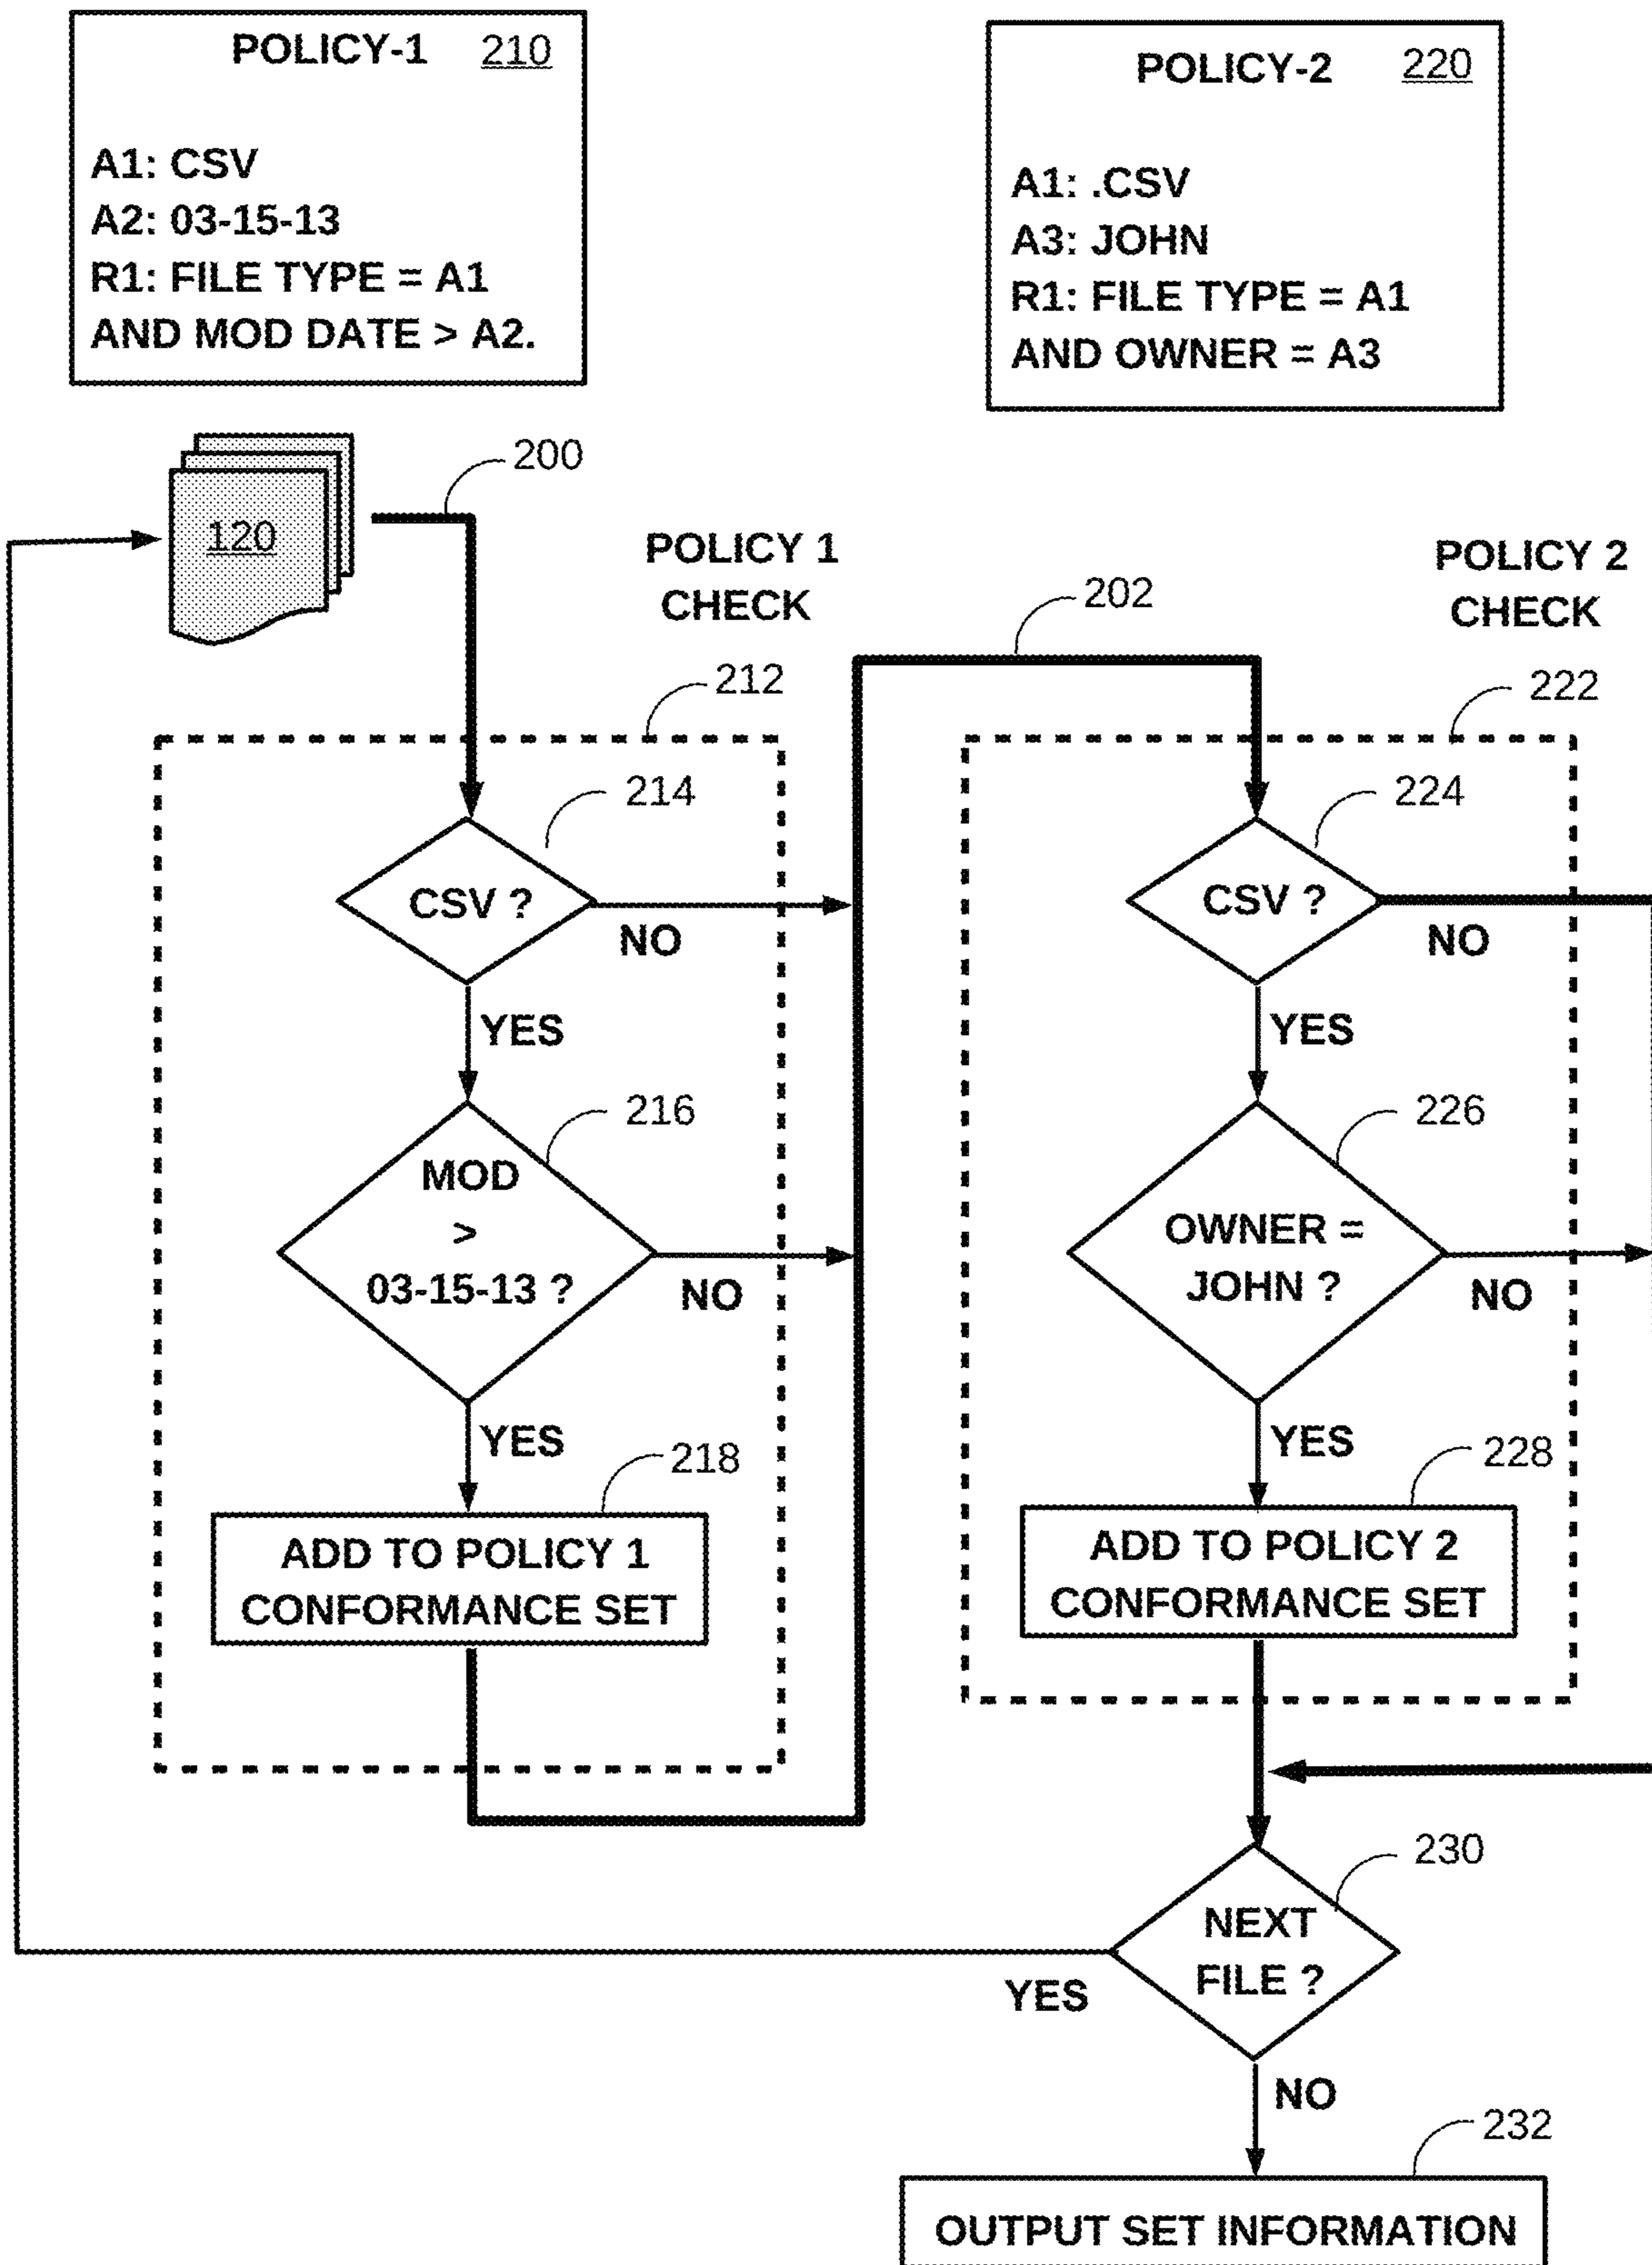 POLICY-1 210
A1: CSV
A2: 03-15-13
R1: FILE TYPE = A1
AND MOD DATE > A2.
POLICY-2 220
A1: .CSV
A3: JOHN
R1: FILE TYPE = A1
AND OWNER = A3
120
200
POLICY 1
CHECK
202
POLICY 2
CHECK
212
222
214
CSV ?
NO
YES
216
MOD
>
03-15-13 ?
NO
YES
218
ADD TO POLICY 1
CONFORMANCE SET
224
CSV ?
NO
YES
226
OWNER =
JOHN ?
NO
YES
228
ADD TO POLICY 2
CONFORMANCE SET
230
NEXT
FILE ?
YES
NO
232
OUTPUT SET INFORMATION